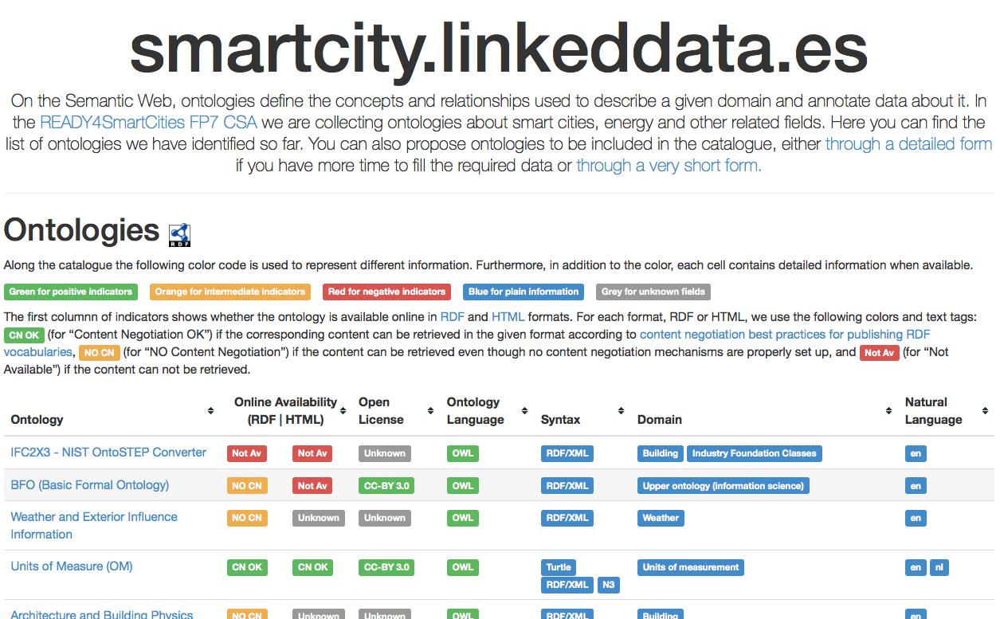 smartcity.linkeddata.es
On the Semantic Web, ontologies define the concepts and relationships used to describe a given domain and annotate data about it. In
the READY4SmartCities FP7 CSA we are collecting ontologies about smart cities, energy and other related fields. Here you can find the
list of ontologies we have identified so far. You can also propose ontologies to be included in the catalogue, either through a detailed form
if you have more time to fill the required data or through a very short form.
Ontologies RDF
Along the catalogue the following color code is used to represent different information. Furthermore, in addition to the color, each cell contains detailed information when available.
Green for positive indicators Orange for intermediate indicators Red for negative indicators Blue for plain information Grey for unknown fields
The first columnn of indicators shows whether the ontology is available online in RDF and HTML formats. For each format, RDF or HTML, we use the following colors and text tags:
CN OK (for “Content Negotiation OK”) if the corresponding content can be retrieved in the given format according to content negotiation best practices for publishing RDF
vocabularies, NO CN (for “NO Content Negotiation”) if the content can be retrieved even though no content negotiation mechanisms are properly set up, and Not Av (for “Not
Available”) if the content can not be retrieved.
Ontology Online Availability (RDF | HTML) Open License Ontology Language Syntax Domain Natural Language
IFC2X3 - NIST OntoSTEP Converter Not Av Not Av Unknown OWL RDF/XML Building Industry Foundation Classes en
BFO (Basic Formal Ontology) NO CN Not Av CC-BY 3.0 OWL RDF/XML Upper ontology (information science) en
Weather and Exterior Influence NO CN Unknown Unknown OWL RDF/XML Weather en
Information
Units of Measure (OM) CN OK CN OK CC-BY 3.0 OWL Turtle Units of measurement en nl
RDF/XML N3
Architecture and Building Physics NO CN Unknown Unknown OWL RDF/XML Building en